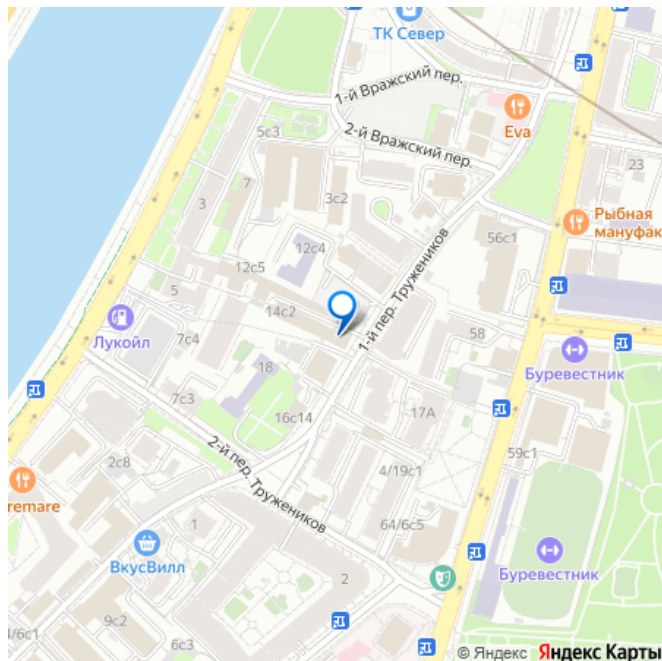 ТК Север
1-й Вражский пер.
Eva
5с3
2-й Вражский пер.
23
7
3с2
3
Рыбная
мануфак
56с1
12с4
1-й пер. Тружеников
12с5
5
14с2
Лукойл
7с4
58
Буревестник
18
7с3
17А
16с14
2-й пер. Тружеников
59с1
2с8
4/19с1
remare
1
64/6с5
ВкусВилл
Буревестник
2
9с2
4/6с1
6с3
© Яндекс Яндекс Карты